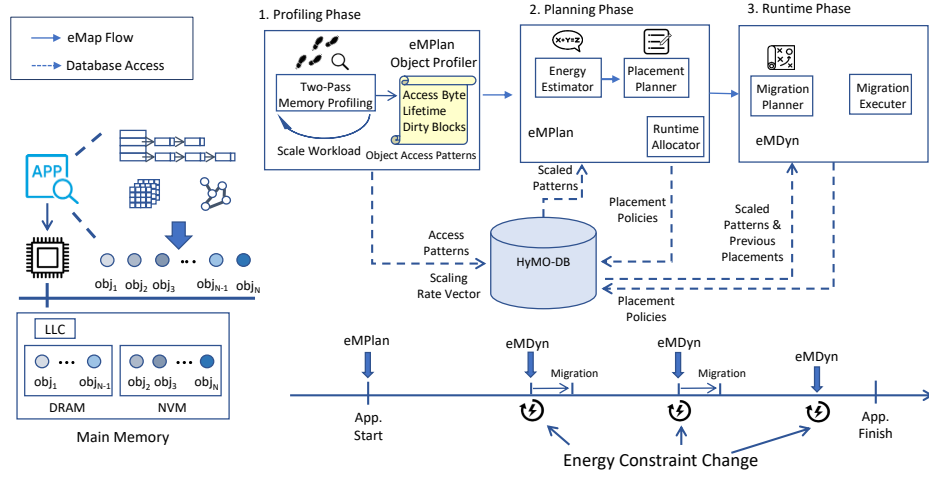 eMap Flow
Database Access
APP
obj1 obj2 obj3 ... objN-1 objN
LLC
obj1 ... objN-1
obj2 obj3 ... objN
DRAM
NVM
Main Memory
1. Profiling Phase
eMPlan
Object Profiler
Two-Pass
Memory Profiling
Access Byte
Lifetime
Dirty Blocks
Scale Workload
Object Access Patterns
2. Planning Phase
X+Y=Z
Energy
Estimator
Placement
Planner
eMPlan
Runtime
Allocator
3. Runtime Phase
Migration
Planner
Migration
Executer
eMDyn
Scaled
Patterns
Placement
Policies
Access
Patterns
Scaling
Rate Vector
HyMO-DB
Scaled
Patterns &
Previous
Placements
Placement
Policies
eMPlan
eMDyn
Migration
eMDyn
Migration
eMDyn
App.
Start
App.
Finish
Energy Constraint Change